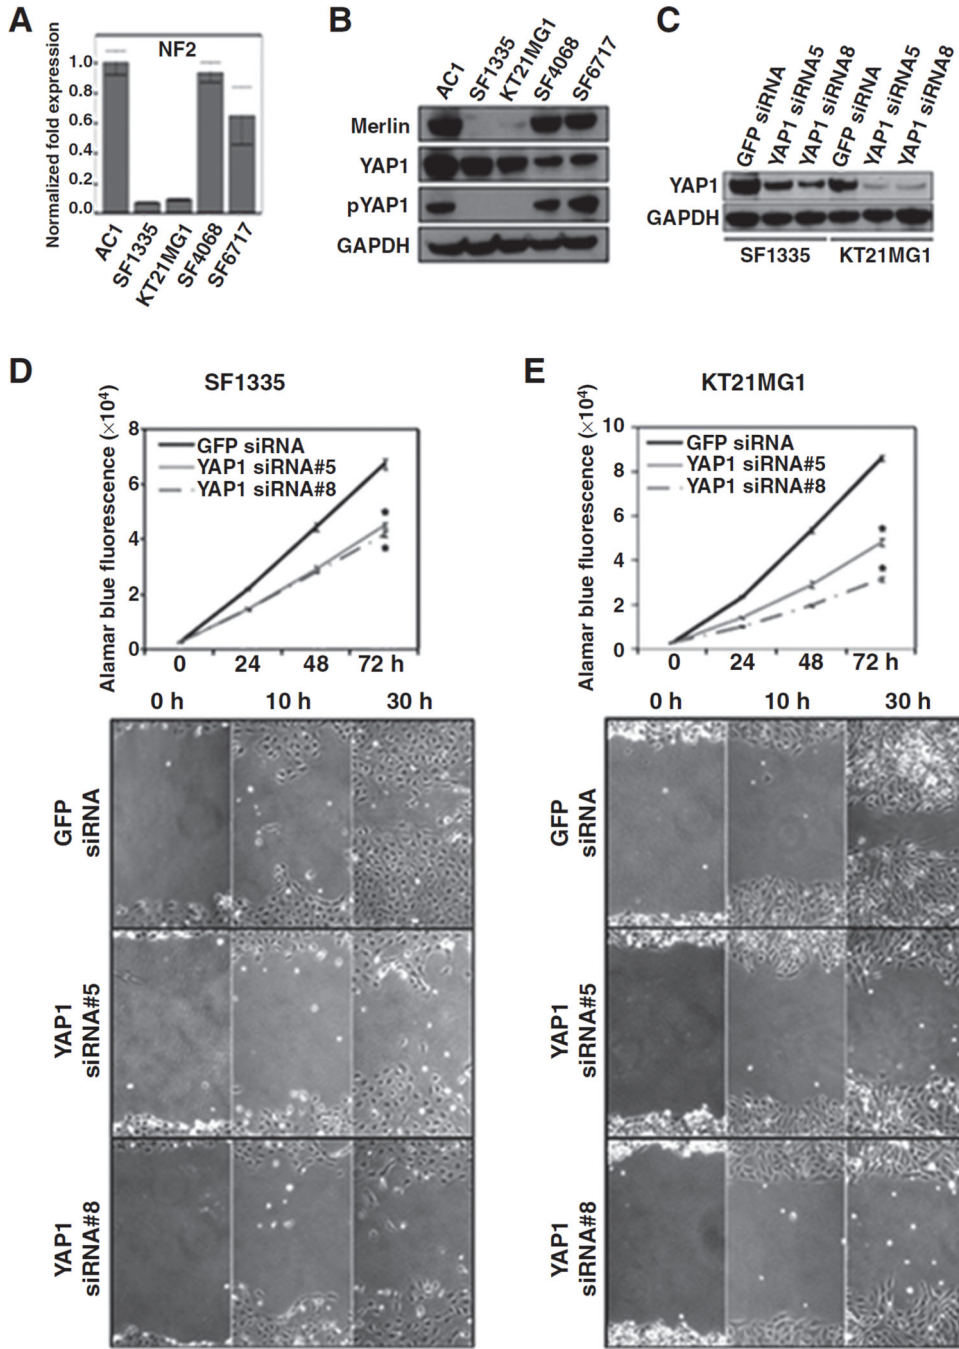 A
Normalized fold expression
NF2
1.0
0.8
0.6
0.4
0.2
0.0
AC1
SF1335
KT21MG1
SF4068
SF6717
B
AC1
SF1335
KT21MG1
SF4068
SF6717
Merlin
YAP1
pYAP1
GAPDH
C
GFP siRNA
YAP1 siRNA5
YAP1 siRNA8
GFP siRNA
YAP1 siRNA5
YAP1 siRNA8
YAP1
GAPDH
SF1335 KT21MG1
D
SF1335
Alamar blue fluorescence (×10⁴)
8
6
4
2
0
GFP siRNA
YAP1 siRNA#5
YAP1 siRNA#8
0 24 48 72 h
0 h 10 h 30 h
GFP
siRNA
YAP1
siRNA#5
YAP1
siRNA#8
E
KT21MG1
Alamar blue fluorescence (×10⁴)
10
8
6
4
2
0
GFP siRNA
YAP1 siRNA#5
YAP1 siRNA#8
0 24 48 72 h
0 h 10 h 30 h
GFP
siRNA
YAP1
siRNA#5
YAP1
siRNA#8